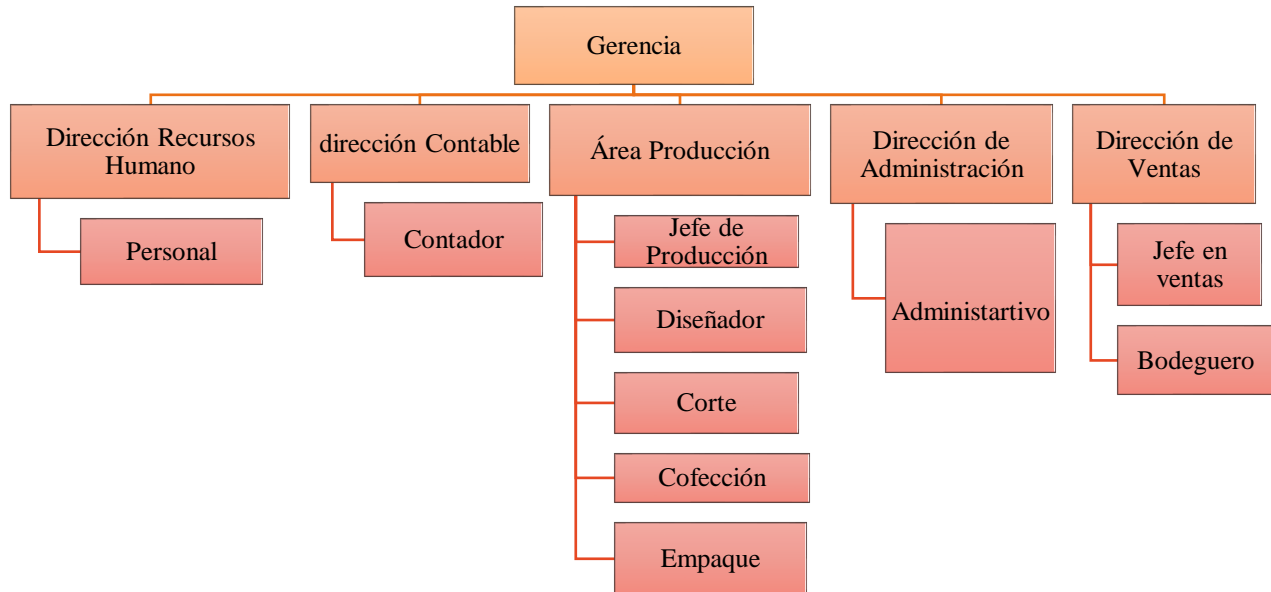 Gerencia
Dirección Recursos
Humano
Personal
dirección Contable
Contador
Área Producción
Jefe de
Producción
Diseñador
Corte
Cofección
Empaque
Dirección de
Administración
Administartivo
Dirección de
Ventas
Jefe en
ventas
Bodeguero